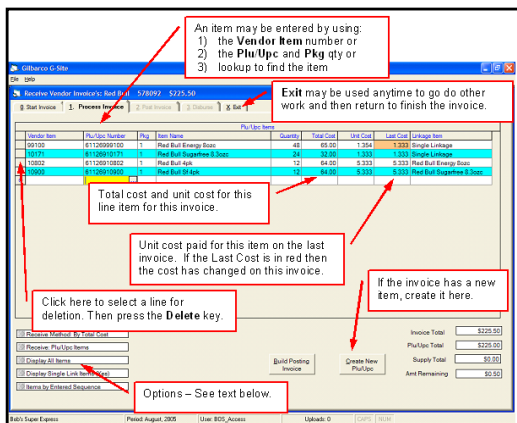 An item may be entered by using:
1) the Vendor Item number or
2) the Plu/Upc and Pkg qty or
3) lookup to find the item
Gilbarco G-Site
File Help
Receive Vendor Invoice's: Red Bull 578092 $225.50
0. Start Invoice 1. Process Invoice 2. Post Invoice 3. Disburse X. Exit
Exit may be used anytime to go do other
work and then return to finish the invoice.
Plu/Upc Items
Vendor Item Plu/Upc Number Pkg Item Name Quantity Total Cost Unit Cost Last Cost Linkage Item
99100 61126999100 1 Red Bull Energy 8ozc 48 65.00 1.354 1.333 Single Linkage
10171 61126910171 1 Red Bull Sugarfree 8.3ozc 24 32.00 1.333 1.333 Single Linkage
10802 61126910802 1 Red Bull 4pk 12 64.00 5.333 5.333 Red Bull Energy 8ozc
10900 61126910900 1 Red Bull Sf 4pk 12 64.00 5.333 5.333 Red Bull Sugarfree 8.3ozc
Total cost and unit cost for this
line item for this invoice.
Unit cost paid for this item on the last
invoice. If the Last Cost is in red then
the cost has changed on this invoice.
If the invoice has a new
item, create it here.
Click here to select a line for
deletion. Then press the Delete key.
Receive Method: By Total Cost
Receive: Plu/Upc Items
Display All Items
Display Single Link Items (Yes)
Items by Entered Sequence
Options – See text below.
Build Posting
Invoice
Create New
Plu/Upc
Invoice Total $225.50
Plu/Upc Total $225.00
Supply Total $0.00
Amt Remaining $0.50
Bob's Super Express Period: August, 2005 User: BOS_Access Uploads: 0 CAPS NUM